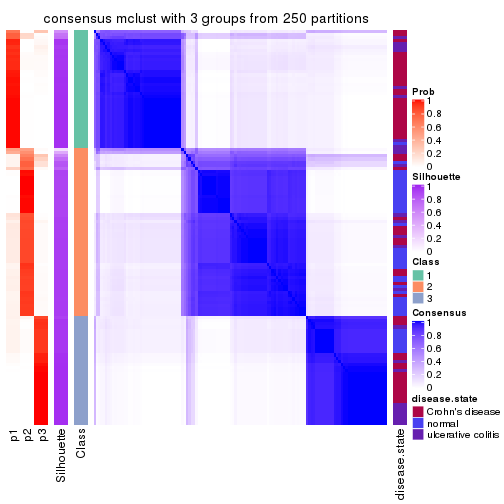 consensus mclust with 3 groups from 250 partitions
Prob
1
0.8
0.6
0.4
0.2
0
Silhouette
1
0.8
0.6
0.4
0.2
0
Class
1
2
3
Consensus
1
0.8
0.6
0.4
0.2
0
disease.state
Crohn's disease
normal
ulcerative colitis
p1
p2
p3
Silhouette
Class
disease.state